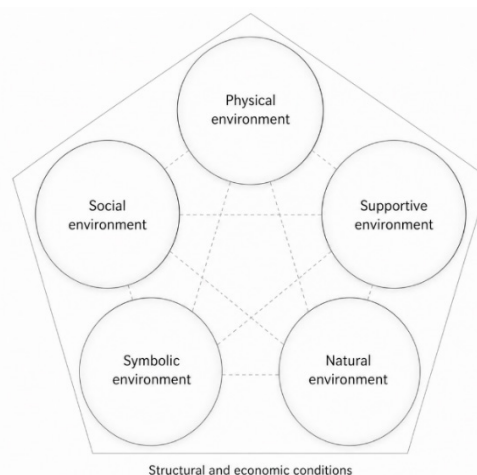 Physical
environment
Social
environment
Supportive
environment
Symbolic
environment
Natural
environment
Structural and economic conditions